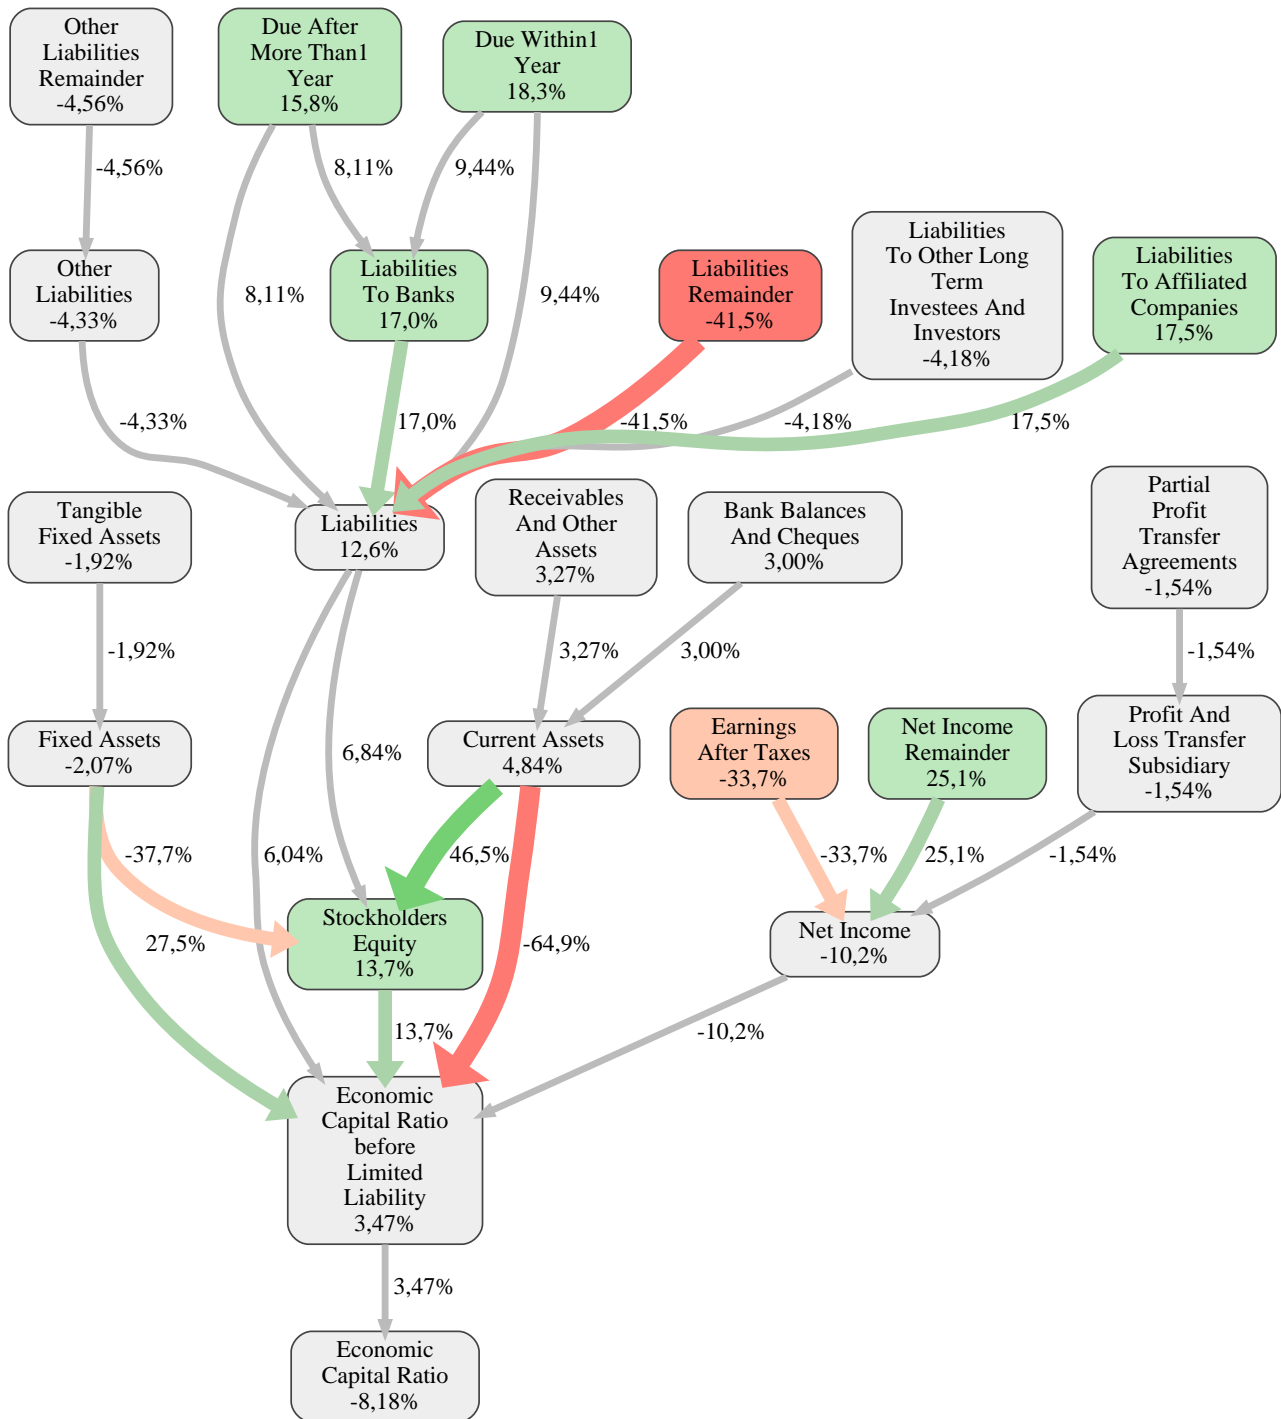 Other
Liabilities
Remainder
-4,56%
Due After
More Than1
Year
15,8%
Due Within1
Year
18,3%
-4,56%
8,11%
9,44%
Other
Liabilities
-4,33%
8,11%
Liabilities
To Banks
17,0%
9,44%
Liabilities
Remainder
-41,5%
Liabilities
To Other Long
Term
Investees And
Investors
-4,18%
Liabilities
To Affiliated
Companies
17,5%
-4,33%
17,0%
-41,5%
-4,18%
17,5%
Tangible
Fixed Assets
-1,92%
Liabilities
12,6%
Receivables
And Other
Assets
3,27%
Bank Balances
And Cheques
3,00%
Partial
Profit
Transfer
Agreements
-1,54%
-1,92%
3,27%
3,00%
-1,54%
Fixed Assets
-2,07%
6,84%
Current Assets
4,84%
Earnings
After Taxes
-33,7%
Net Income
Remainder
25,1%
Profit And
Loss Transfer
Subsidiary
-1,54%
-37,7%
6,04%
46,5%
-33,7%
25,1%
-1,54%
27,5%
Stockholders
Equity
13,7%
-64,9%
Net Income
-10,2%
13,7%
-10,2%
Economic
Capital Ratio
before
Limited
Liability
3,47%
3,47%
Economic
Capital Ratio
-8,18%